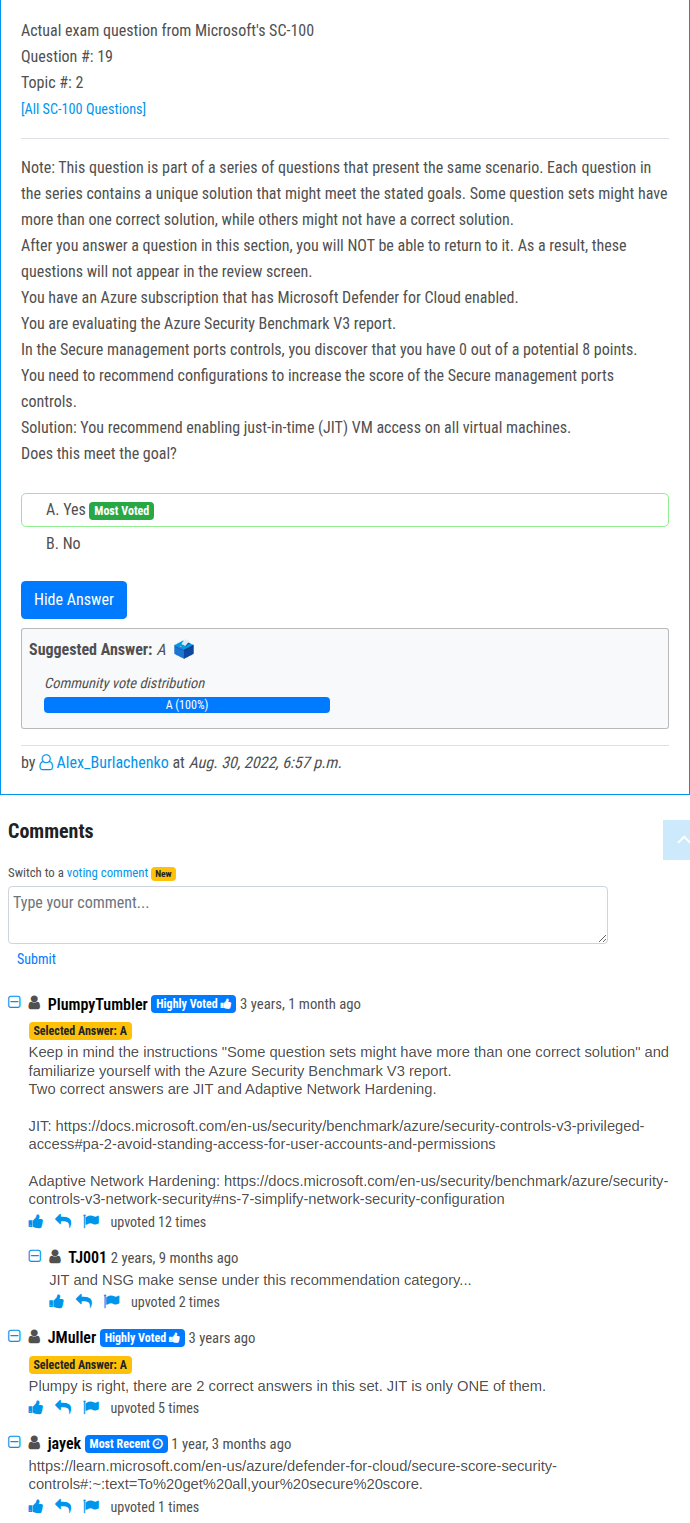 Actual exam question from Microsoft's SC-100
Question #: 19
Topic #: 2
[All SC-100 Questions]
Note: This question is part of a series of questions that present the same scenario. Each question in
the series contains a unique solution that might meet the stated goals. Some question sets might have
more than one correct solution, while others might not have a correct solution.
After you answer a question in this section, you will NOT be able to return to it. As a result, these
questions will not appear in the review screen.
You have an Azure subscription that has Microsoft Defender for Cloud enabled.
You are evaluating the Azure Security Benchmark V3 report.
In the Secure management ports controls, you discover that you have 0 out of a potential 8 points.
You need to recommend configurations to increase the score of the Secure management ports
controls.
Solution: You recommend enabling just-in-time (JIT) VM access on all virtual machines.
Does this meet the goal?
A. Yes Most Voted
B. No
Hide Answer
Suggested Answer: A
Community vote distribution
A (100%)
by Alex_Burlachenko at Aug. 30, 2022, 6:57 p.m.
Comments
Switch to a voting comment New
Type your comment...
Submit
PlumpyTumbler Highly Voted 3 years, 1 month ago
Selected Answer: A
Keep in mind the instructions "Some question sets might have more than one correct solution" and
familiarize yourself with the Azure Security Benchmark V3 report.
Two correct answers are JIT and Adaptive Network Hardening.
JIT: https://docs.microsoft.com/en-us/security/benchmark/azure/security-controls-v3-privileged-
access#pa-2-avoid-standing-access-for-user-accounts-and-permissions
Adaptive Network Hardening: https://docs.microsoft.com/en-us/security/benchmark/azure/security-
controls-v3-network-security#ns-7-simplify-network-security-configuration
upvoted 12 times
TJ001 2 years, 9 months ago
JIT and NSG make sense under this recommendation category...
upvoted 2 times
JMuller Highly Voted 3 years ago
Selected Answer: A
Plumpy is right, there are 2 correct answers in this set. JIT is only ONE of them.
upvoted 5 times
jayek Most Recent 1 year, 3 months ago
https://learn.microsoft.com/en-us/azure/defender-for-cloud/secure-score-security-
controls#:~:text=To%20get%20all,your%20secure%20score.
upvoted 1 times